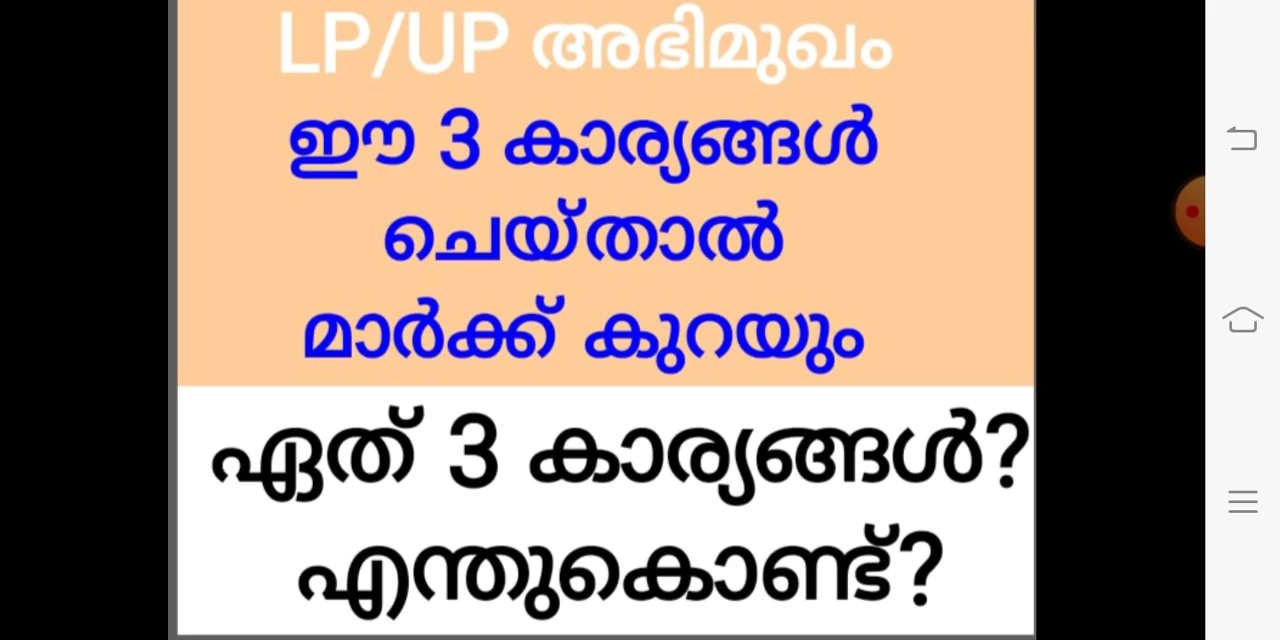 LP/UP അഭിമുഖം
ഈ 3 കാര്യങ്ങൾ
ചെയ്താൽ
മാർക്ക് കുറയും
ഏത് 3 കാര്യങ്ങൾ?
എന്തുകൊണ്ട്?